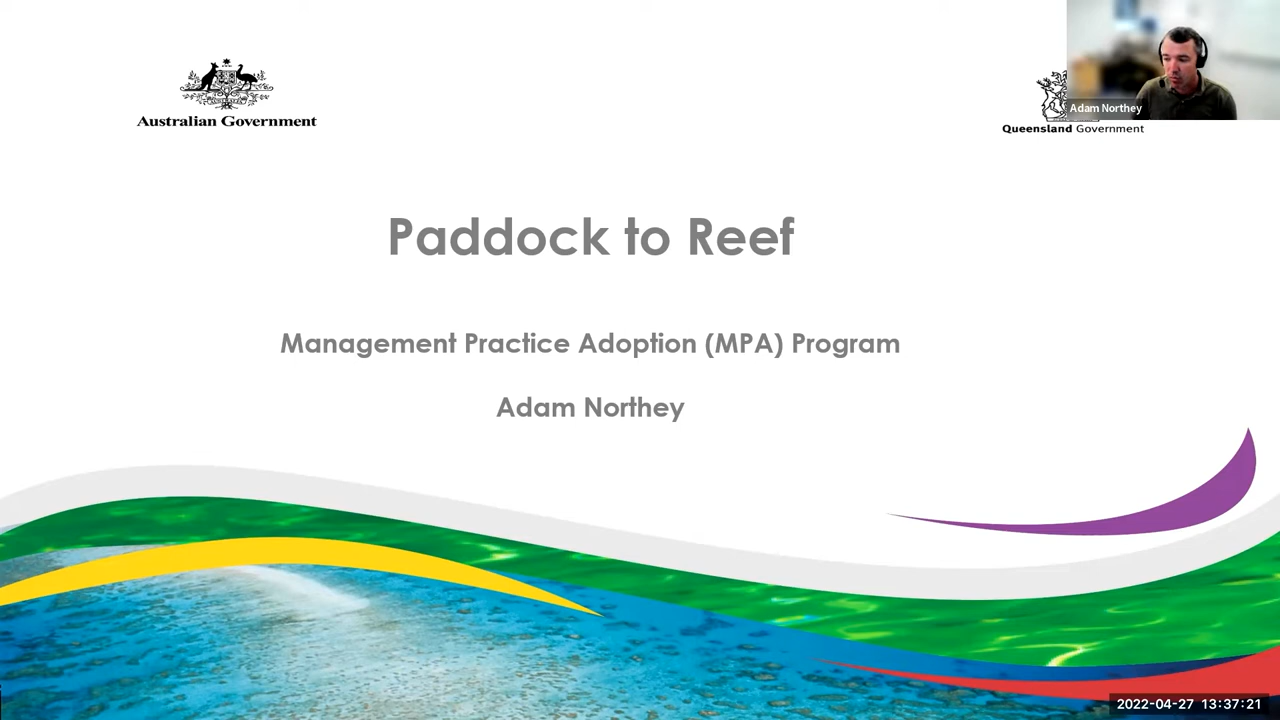 Australian Government
Adam Northey
Queensland Government
Paddock to Reef
Management Practice Adoption (MPA) Program
Adam Northey
2022-04-27 13:37:21